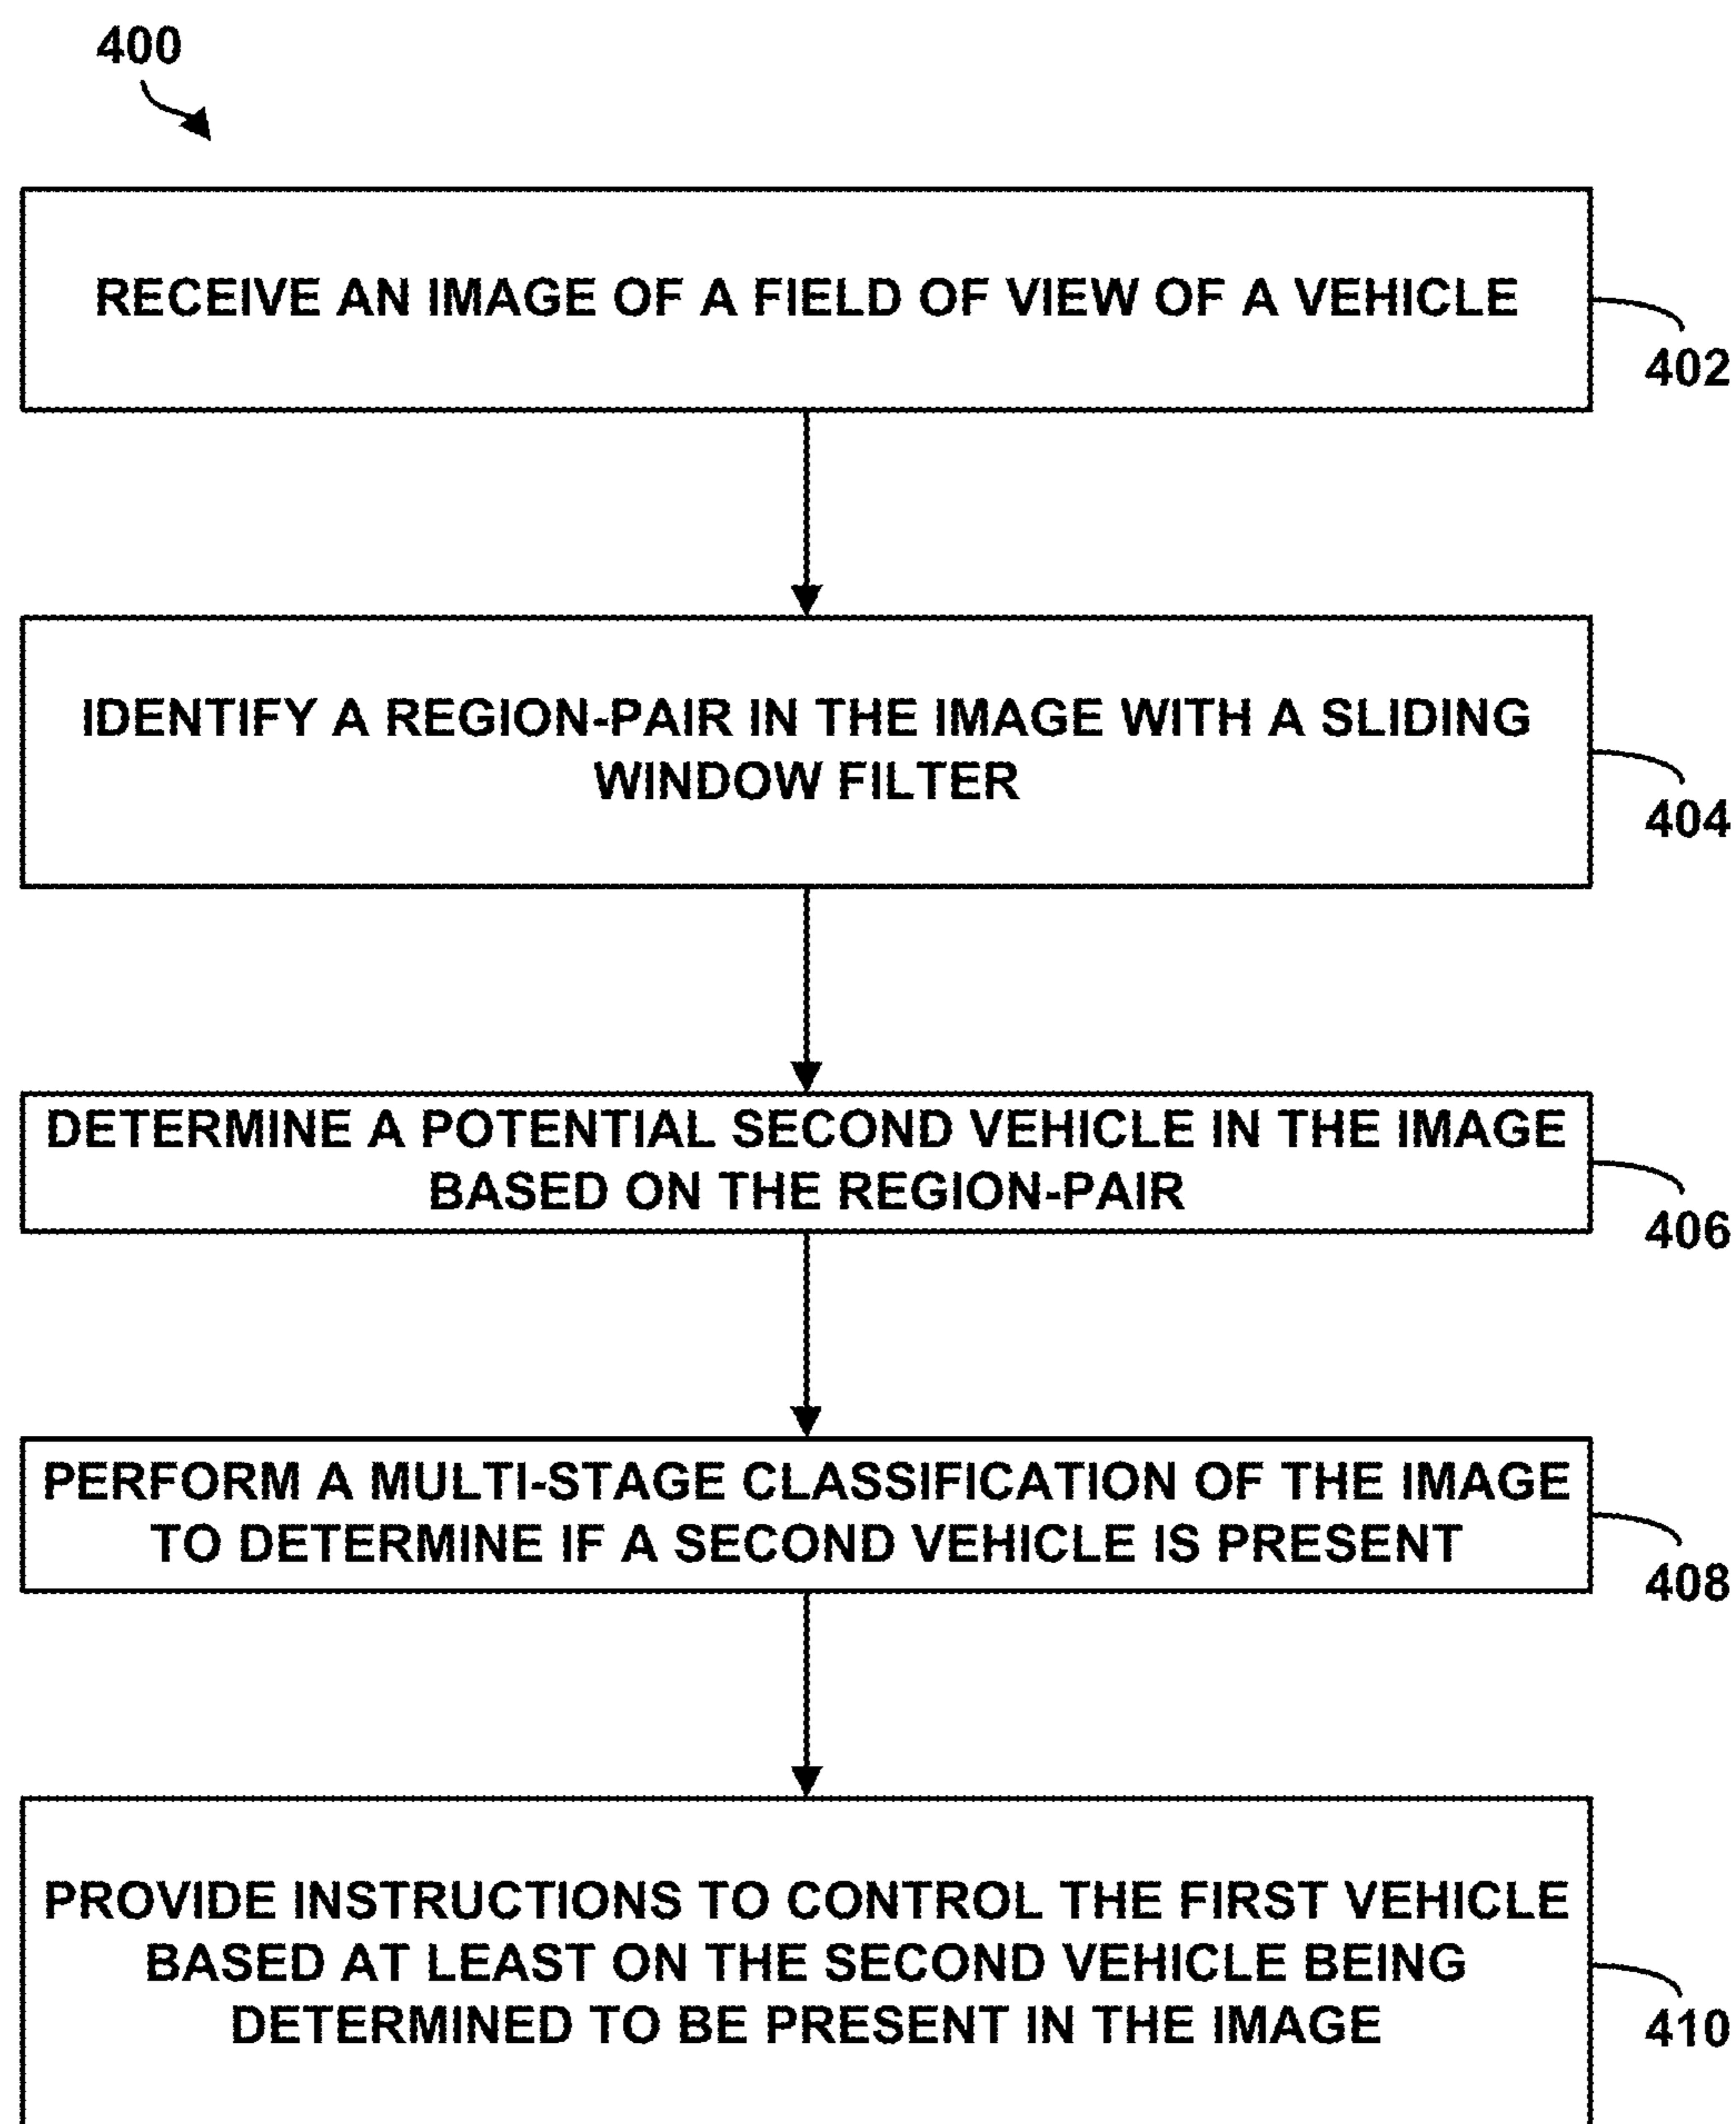 400
RECEIVE AN IMAGE OF A FIELD OF VIEW OF A VEHICLE
402
IDENTIFY A REGION-PAIR IN THE IMAGE WITH A SLIDING
WINDOW FILTER
404
DETERMINE A POTENTIAL SECOND VEHICLE IN THE IMAGE
BASED ON THE REGION-PAIR
406
PERFORM A MULTI-STAGE CLASSIFICATION OF THE IMAGE
TO DETERMINE IF A SECOND VEHICLE IS PRESENT
408
PROVIDE INSTRUCTIONS TO CONTROL THE FIRST VEHICLE
BASED AT LEAST ON THE SECOND VEHICLE BEING
DETERMINED TO BE PRESENT IN THE IMAGE
410